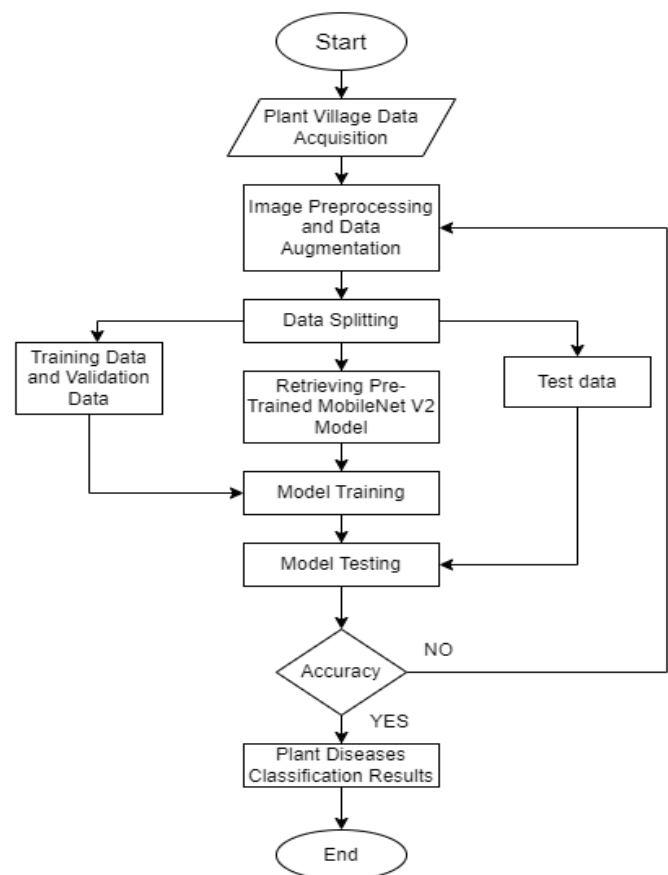 Start
Plant Village Data
Acquisition
Image Preprocessing
and Data
Augmentation
Data Splitting
Training Data
and Validation
Data
Retrieving Pre-
Trained MobileNet V2
Model
Test data
Model Training
Model Testing
Accuracy
NO
YES
Plant Diseases
Classification Results
End